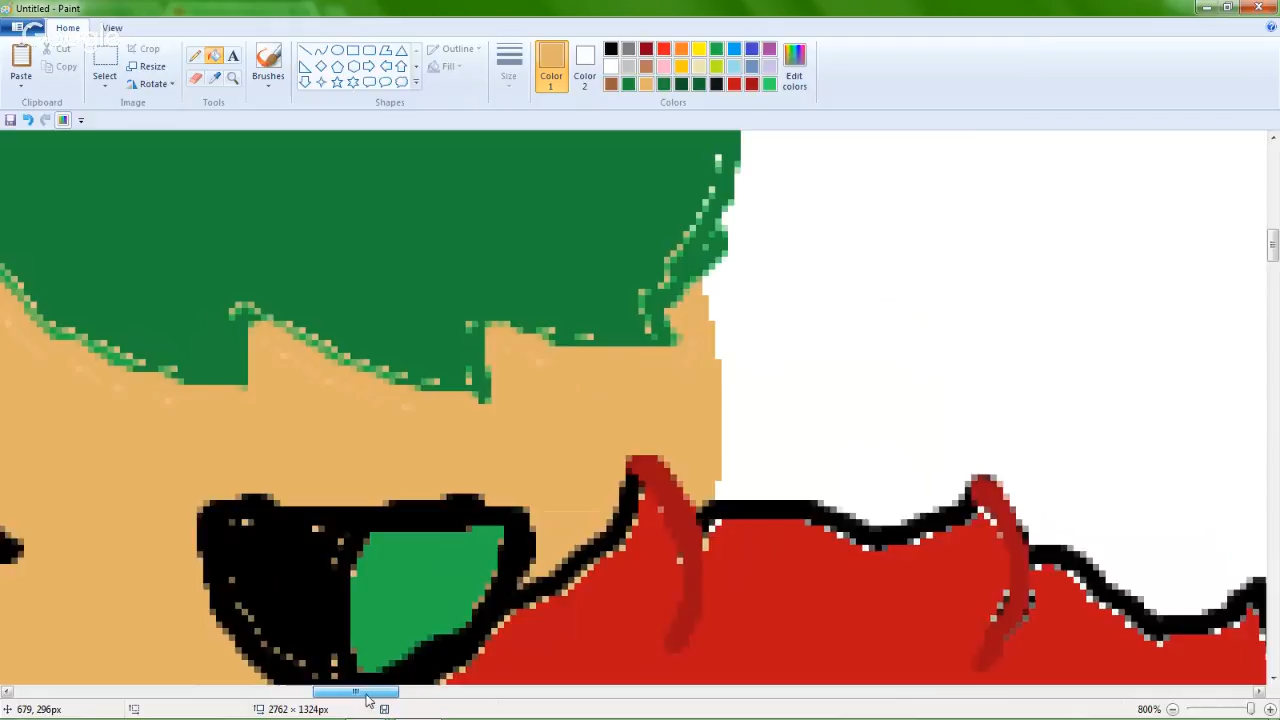 Untitled - Paint
Home View
Paste
Cut
Copy
Clipboard
Select
Crop
Resize
Rotate
Image
Tools
Brushes
Shapes
Outline
Fill
Size
Color 1
Color 2
Edit colors
Colors
679, 296px
2762 × 1324px
800%